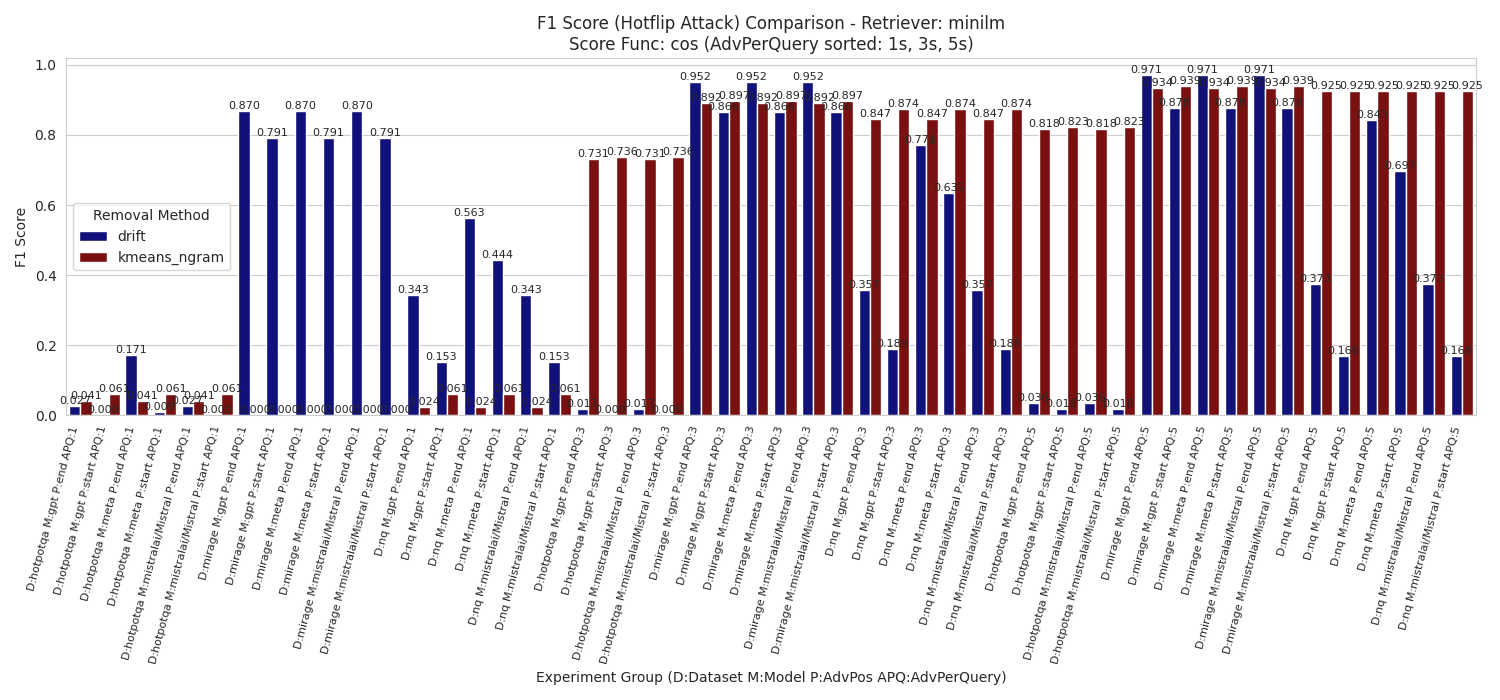 F1 Score (Hotflip Attack) Comparison - Retriever: minilm
Score Func: cos (AdvPerQuery sorted: 1s, 3s, 5s)
F1 Score
1.0
0.8
0.6
0.4
0.2
0.0
Removal Method
drift
kmeans_ngram
0.041
0.061
0.171
0.041
0.061
0.041
0.061
0.870
0.791
0.870
0.791
0.870
0.791
0.343
0.153
0.061
0.563
0.444
0.061
0.343
0.153
0.061
0.731
0.736
0.731
0.736
0.952
0.892
0.897
0.952
0.892
0.897
0.952
0.892
0.897
0.847
0.874
0.847
0.874
0.847
0.874
0.818
0.823
0.818
0.823
0.971
0.934
0.939
0.971
0.934
0.939
0.971
0.934
0.939
0.925
0.925
0.925
0.925
0.925
0.925
D:hotpotqa M:gpt P:end APQ:1
D:hotpotqa M:gpt P:start APQ:1
D:hotpotqa M:meta P:end APQ:1
D:hotpotqa M:meta P:start APQ:1
D:hotpotqa M:mistralai/Mistral P:end APQ:1
D:hotpotqa M:mistralai/Mistral P:start APQ:1
D:mirage M:gpt P:end APQ:1
D:mirage M:gpt P:start APQ:1
D:mirage M:meta P:end APQ:1
D:mirage M:meta P:start APQ:1
D:mirage M:mistralai/Mistral P:end APQ:1
D:mirage M:mistralai/Mistral P:start APQ:1
D:nq M:gpt P:end APQ:1
D:nq M:gpt P:start APQ:1
D:nq M:meta P:end APQ:1
D:nq M:meta P:start APQ:1
D:nq M:mistralai/Mistral P:end APQ:1
D:nq M:mistralai/Mistral P:start APQ:1
D:hotpotqa M:gpt P:end APQ:3
D:hotpotqa M:gpt P:start APQ:3
D:hotpotqa M:mistralai/Mistral P:end APQ:3
D:hotpotqa M:mistralai/Mistral P:start APQ:3
D:mirage M:gpt P:end APQ:3
D:mirage M:gpt P:start APQ:3
D:mirage M:meta P:end APQ:3
D:mirage M:meta P:start APQ:3
D:mirage M:mistralai/Mistral P:end APQ:3
D:mirage M:mistralai/Mistral P:start APQ:3
D:nq M:gpt P:end APQ:3
D:nq M:gpt P:start APQ:3
D:nq M:meta P:end APQ:3
D:nq M:meta P:start APQ:3
D:nq M:mistralai/Mistral P:end APQ:3
D:nq M:mistralai/Mistral P:start APQ:3
D:hotpotqa M:gpt P:end APQ:5
D:hotpotqa M:gpt P:start APQ:5
D:hotpotqa M:mistralai/Mistral P:end APQ:5
D:hotpotqa M:mistralai/Mistral P:start APQ:5
D:mirage M:gpt P:end APQ:5
D:mirage M:gpt P:start APQ:5
D:mirage M:meta P:end APQ:5
D:mirage M:meta P:start APQ:5
D:mirage M:mistralai/Mistral P:end APQ:5
D:mirage M:mistralai/Mistral P:start APQ:5
D:nq M:gpt P:end APQ:5
D:nq M:gpt P:start APQ:5
D:nq M:meta P:end APQ:5
D:nq M:meta P:start APQ:5
D:nq M:mistralai/Mistral P:end APQ:5
D:nq M:mistralai/Mistral P:start APQ:5
Experiment Group (D:Dataset M:Model P:AdvPos APQ:AdvPerQuery)